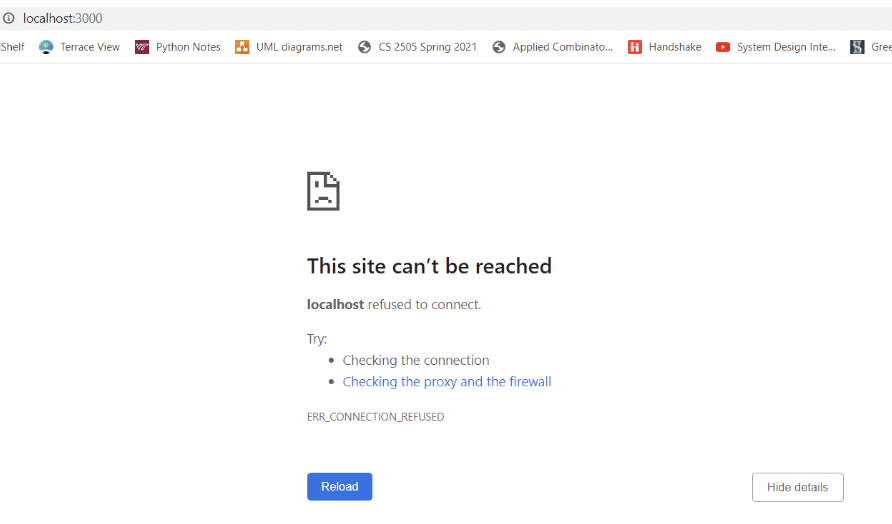 localhost:3000
Shelf Terrace View Python Notes UML diagrams.net CS 2505 Spring 2021 Applied Combinato... Handshake System Design Inte... Gree
This site can’t be reached
localhost refused to connect.
Try:
• Checking the connection
• Checking the proxy and the firewall
ERR_CONNECTION_REFUSED
Reload Hide details